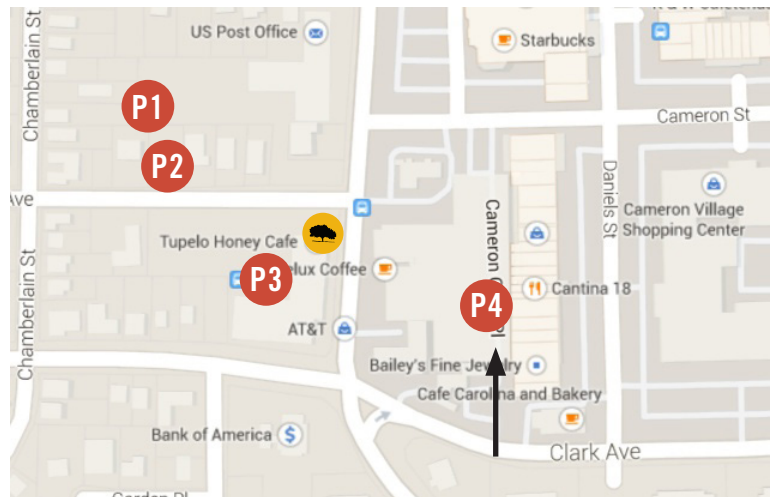 US Post Office
Starbucks
Chamberlain St
P1
Cameron St
P2
Ave
Daniels St
Cameron Village
Shopping Center
Tupelo Honey Cafe
elux Coffee
P3
Cameron
P4
Cantina 18
Chamberlain St
AT&T
Bailey's Fine Jewelry
Cafe Carolina and Bakery
Bank of America
$
Clark Ave